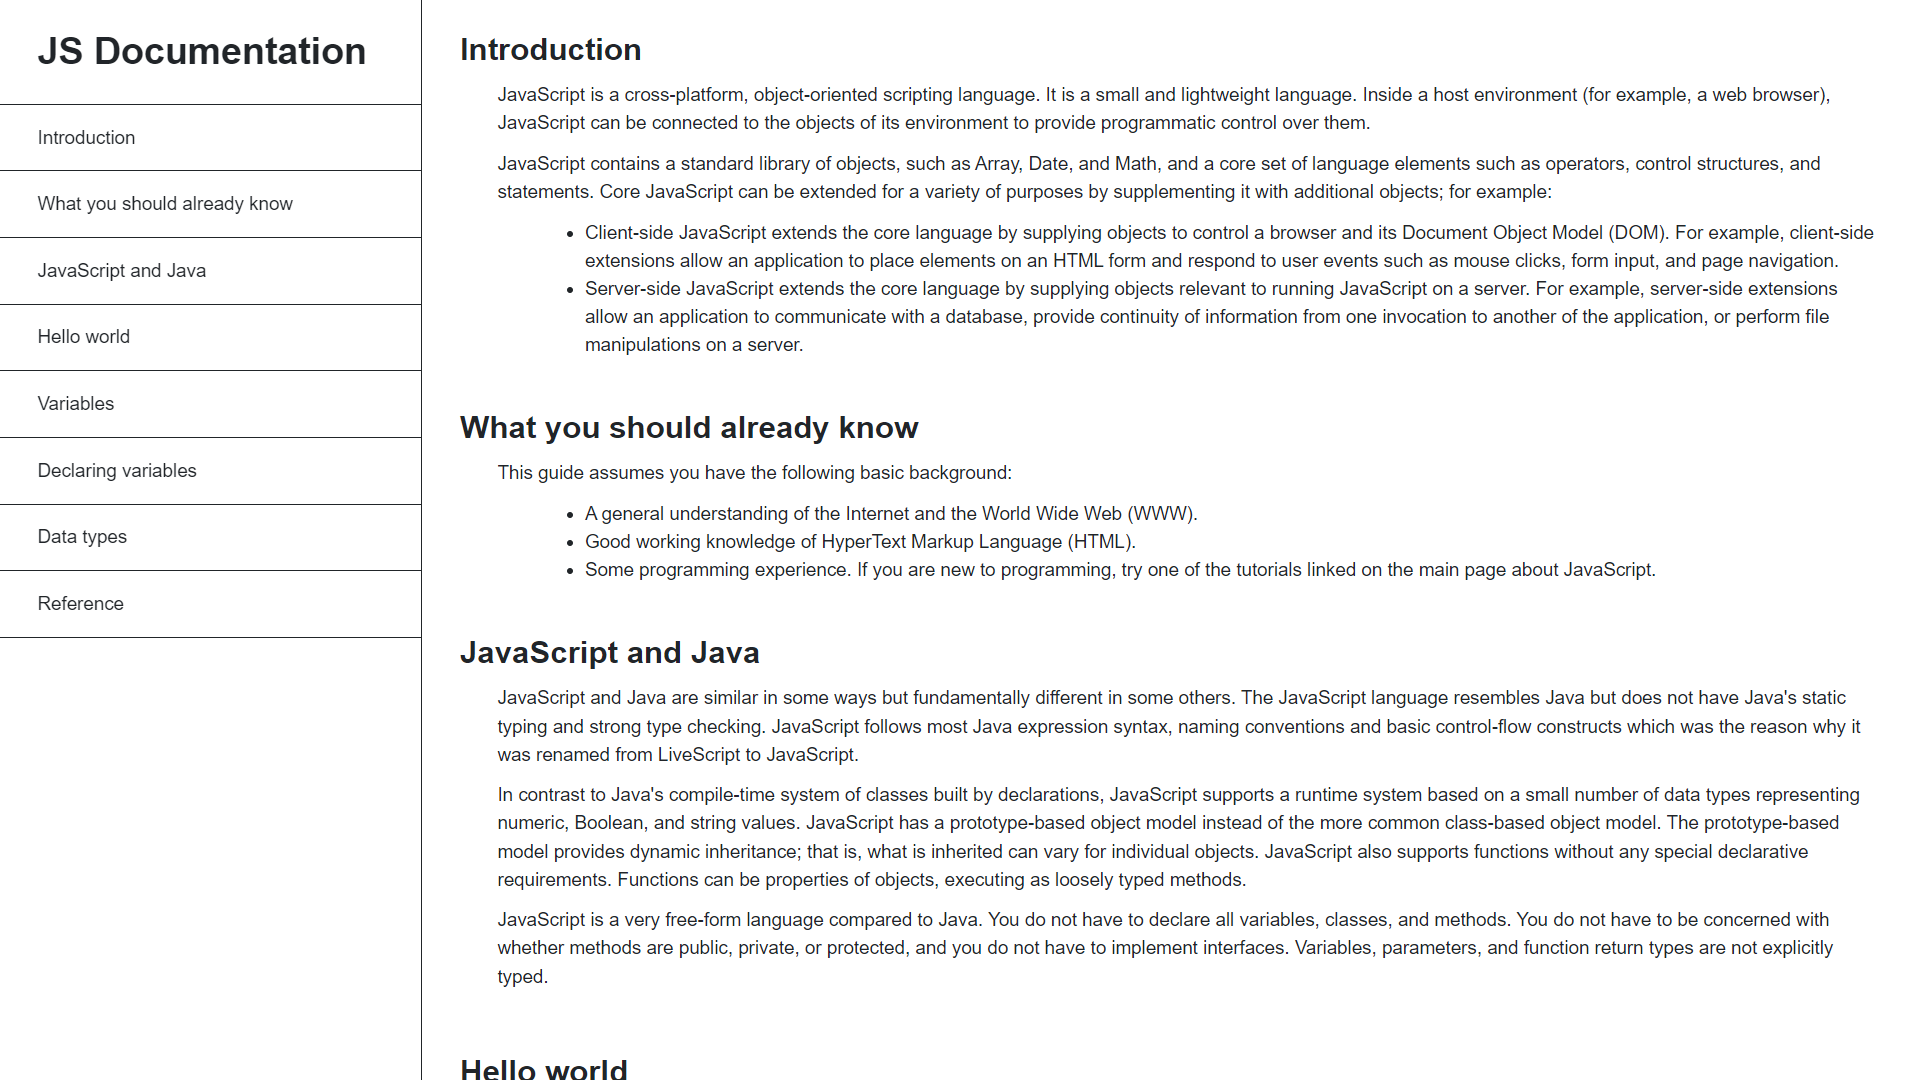 JS Documentation
Introduction
What you should already know
JavaScript and Java
Hello world
Variables
Declaring variables
Data types
Reference
Introduction
JavaScript is a cross-platform, object-oriented scripting language. It is a small and lightweight language. Inside a host environment (for example, a web browser),
JavaScript can be connected to the objects of its environment to provide programmatic control over them.
JavaScript contains a standard library of objects, such as Array, Date, and Math, and a core set of language elements such as operators, control structures, and
statements. Core JavaScript can be extended for a variety of purposes by supplementing it with additional objects; for example:
• Client-side JavaScript extends the core language by supplying objects to control a browser and its Document Object Model (DOM). For example, client-side
extensions allow an application to place elements on an HTML form and respond to user events such as mouse clicks, form input, and page navigation.
• Server-side JavaScript extends the core language by supplying objects relevant to running JavaScript on a server. For example, server-side extensions
allow an application to communicate with a database, provide continuity of information from one invocation to another of the application, or perform file
manipulations on a server.
What you should already know
This guide assumes you have the following basic background:
• A general understanding of the Internet and the World Wide Web (WWW).
• Good working knowledge of HyperText Markup Language (HTML).
• Some programming experience. If you are new to programming, try one of the tutorials linked on the main page about JavaScript.
JavaScript and Java
JavaScript and Java are similar in some ways but fundamentally different in some others. The JavaScript language resembles Java but does not have Java's static
typing and strong type checking. JavaScript follows most Java expression syntax, naming conventions and basic control-flow constructs which was the reason why it
was renamed from LiveScript to JavaScript.
In contrast to Java's compile-time system of classes built by declarations, JavaScript supports a runtime system based on a small number of data types representing
numeric, Boolean, and string values. JavaScript has a prototype-based object model instead of the more common class-based object model. The prototype-based
model provides dynamic inheritance; that is, what is inherited can vary for individual objects. JavaScript also supports functions without any special declarative
requirements. Functions can be properties of objects, executing as loosely typed methods.
JavaScript is a very free-form language compared to Java. You do not have to declare all variables, classes, and methods. You do not have to be concerned with
whether methods are public, private, or protected, and you do not have to implement interfaces. Variables, parameters, and function return types are not explicitly
typed.
Hello world